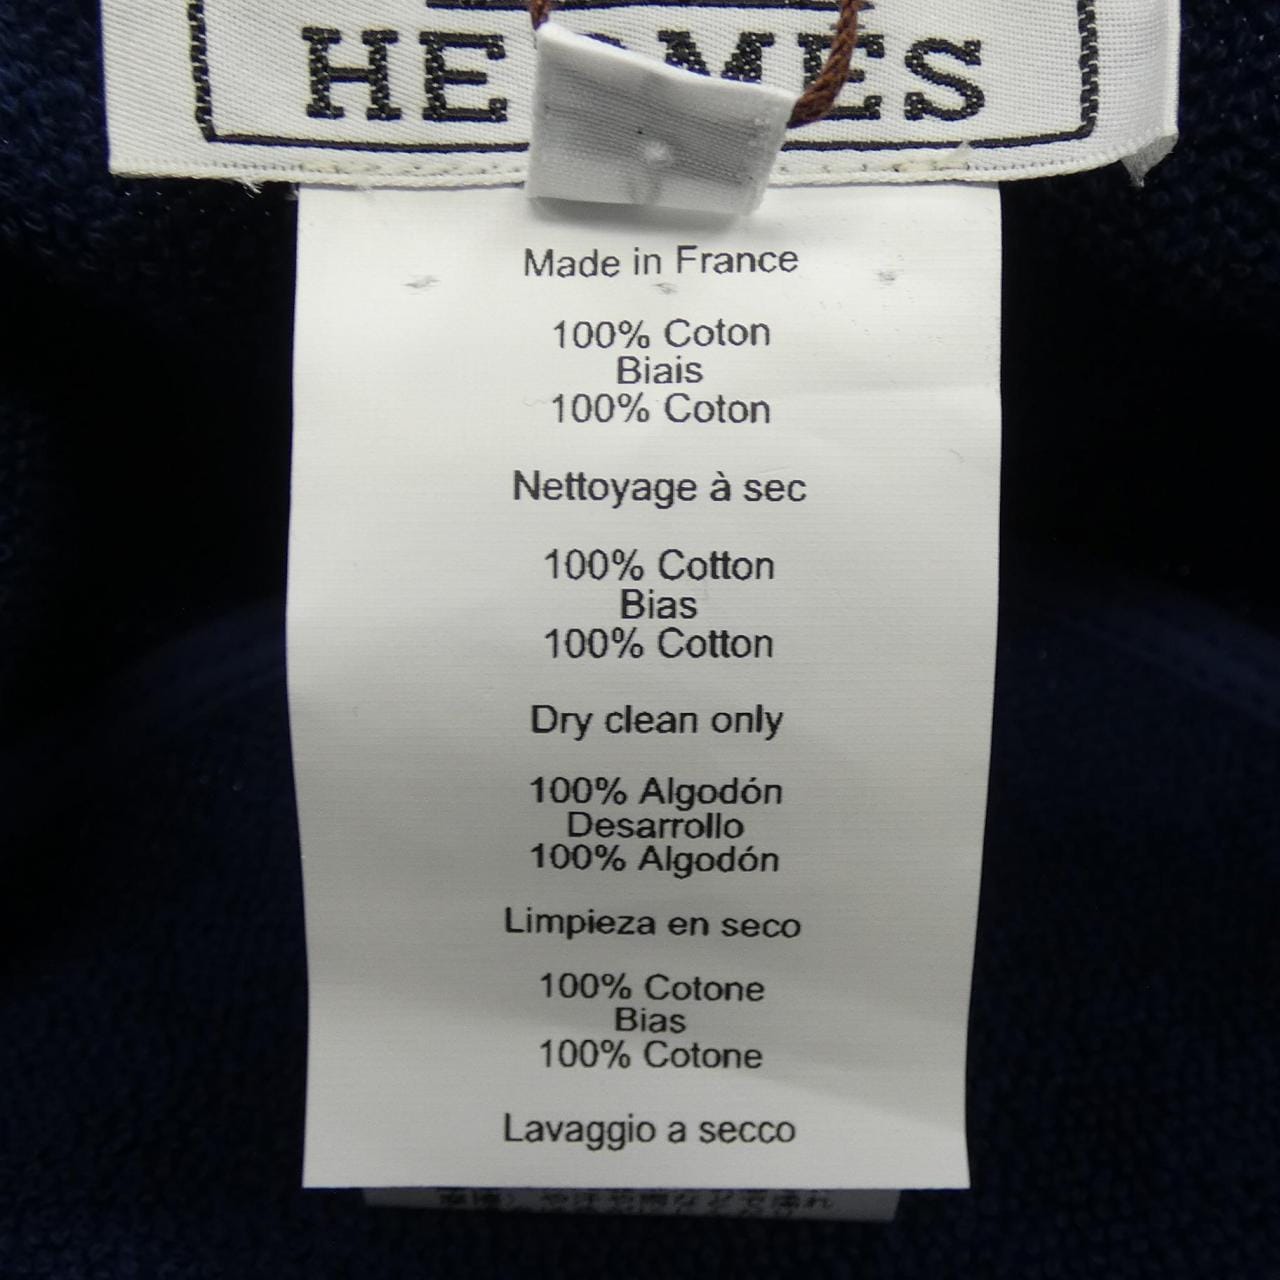 HERMES
Made in France
100% Coton
Biais
100% Coton
Nettoyage à sec
100% Cotton
Bias
100% Cotton
Dry clean only
100% Algodón
Desarrollo
100% Algodón
Limpieza en seco
100% Cotone
Bias
100% Cotone
Lavaggio a secco